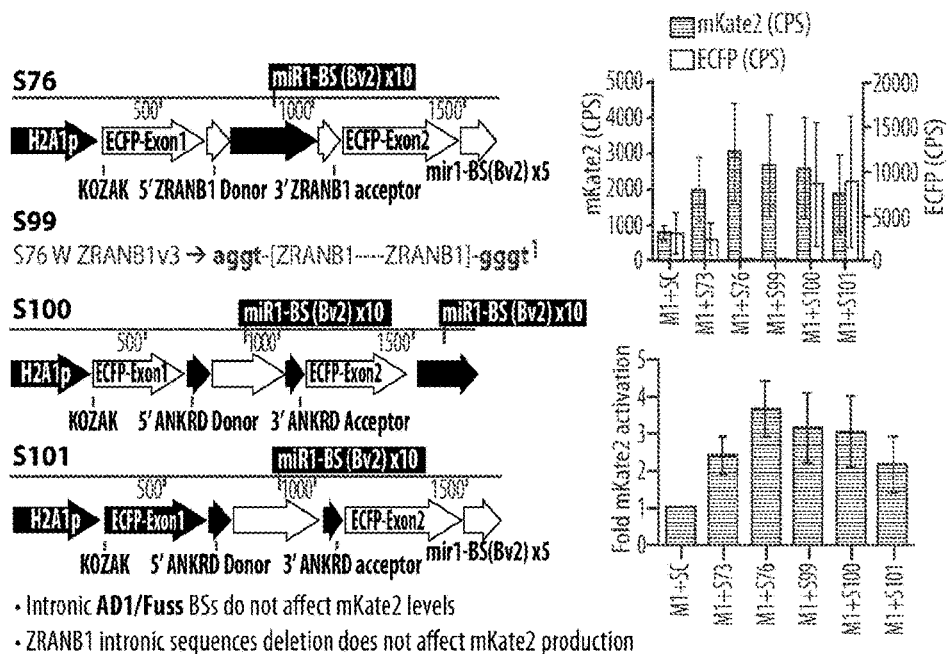 S76
miR1-BS(Bv2)x10
500' 1000' 1500'
H2A1p ECFP-Exon1 ECFP-Exon2
mir1-BS(Bv2) x5
KOZAK 5'ZRANB1 Donor 3'ZRANB1 acceptor
S99
S76 W ZRANB1v3 → aggt-[ZRANB1-----ZRANB1]-gggt
S100
miR1-BS(Bv2)x10 miR1-BS(Bv2)x10
500' 1000' 1500'
H2A1p ECFP-Exon1 ECFP-Exon2
KOZAK 5' ANKRD Donor 3' ANKRD Acceptor
S101
miR1-BS(Bv2)x10
500' 1000' 1500'
H2A1p ECFP-Exon1 ECFP-Exon2
mir1-BS(Bv2) x5
KOZAK 5' ANKRD Donor 3' ANKRD acceptor
• Intronic AD1/Fuss BSs do not affect mKate2 levels
• ZRANB1 intronic sequences deletion does not affect mKate2 production
mKate2 (CPS)
ECFP (CPS)
mKate2 (CPS)
5000
4000
3000
2000
1000
0
20000
15000
10000
5000
0
ECFP (CPS)
M1+SC
M1+S73
M1+S76
M1+S99
M1+S100
M1+S101
Fold mKate2 activation
5
4
3
2
1
0
M1+SC
M1+S73
M1+S76
M1+S99
M1+S100
M1+S101